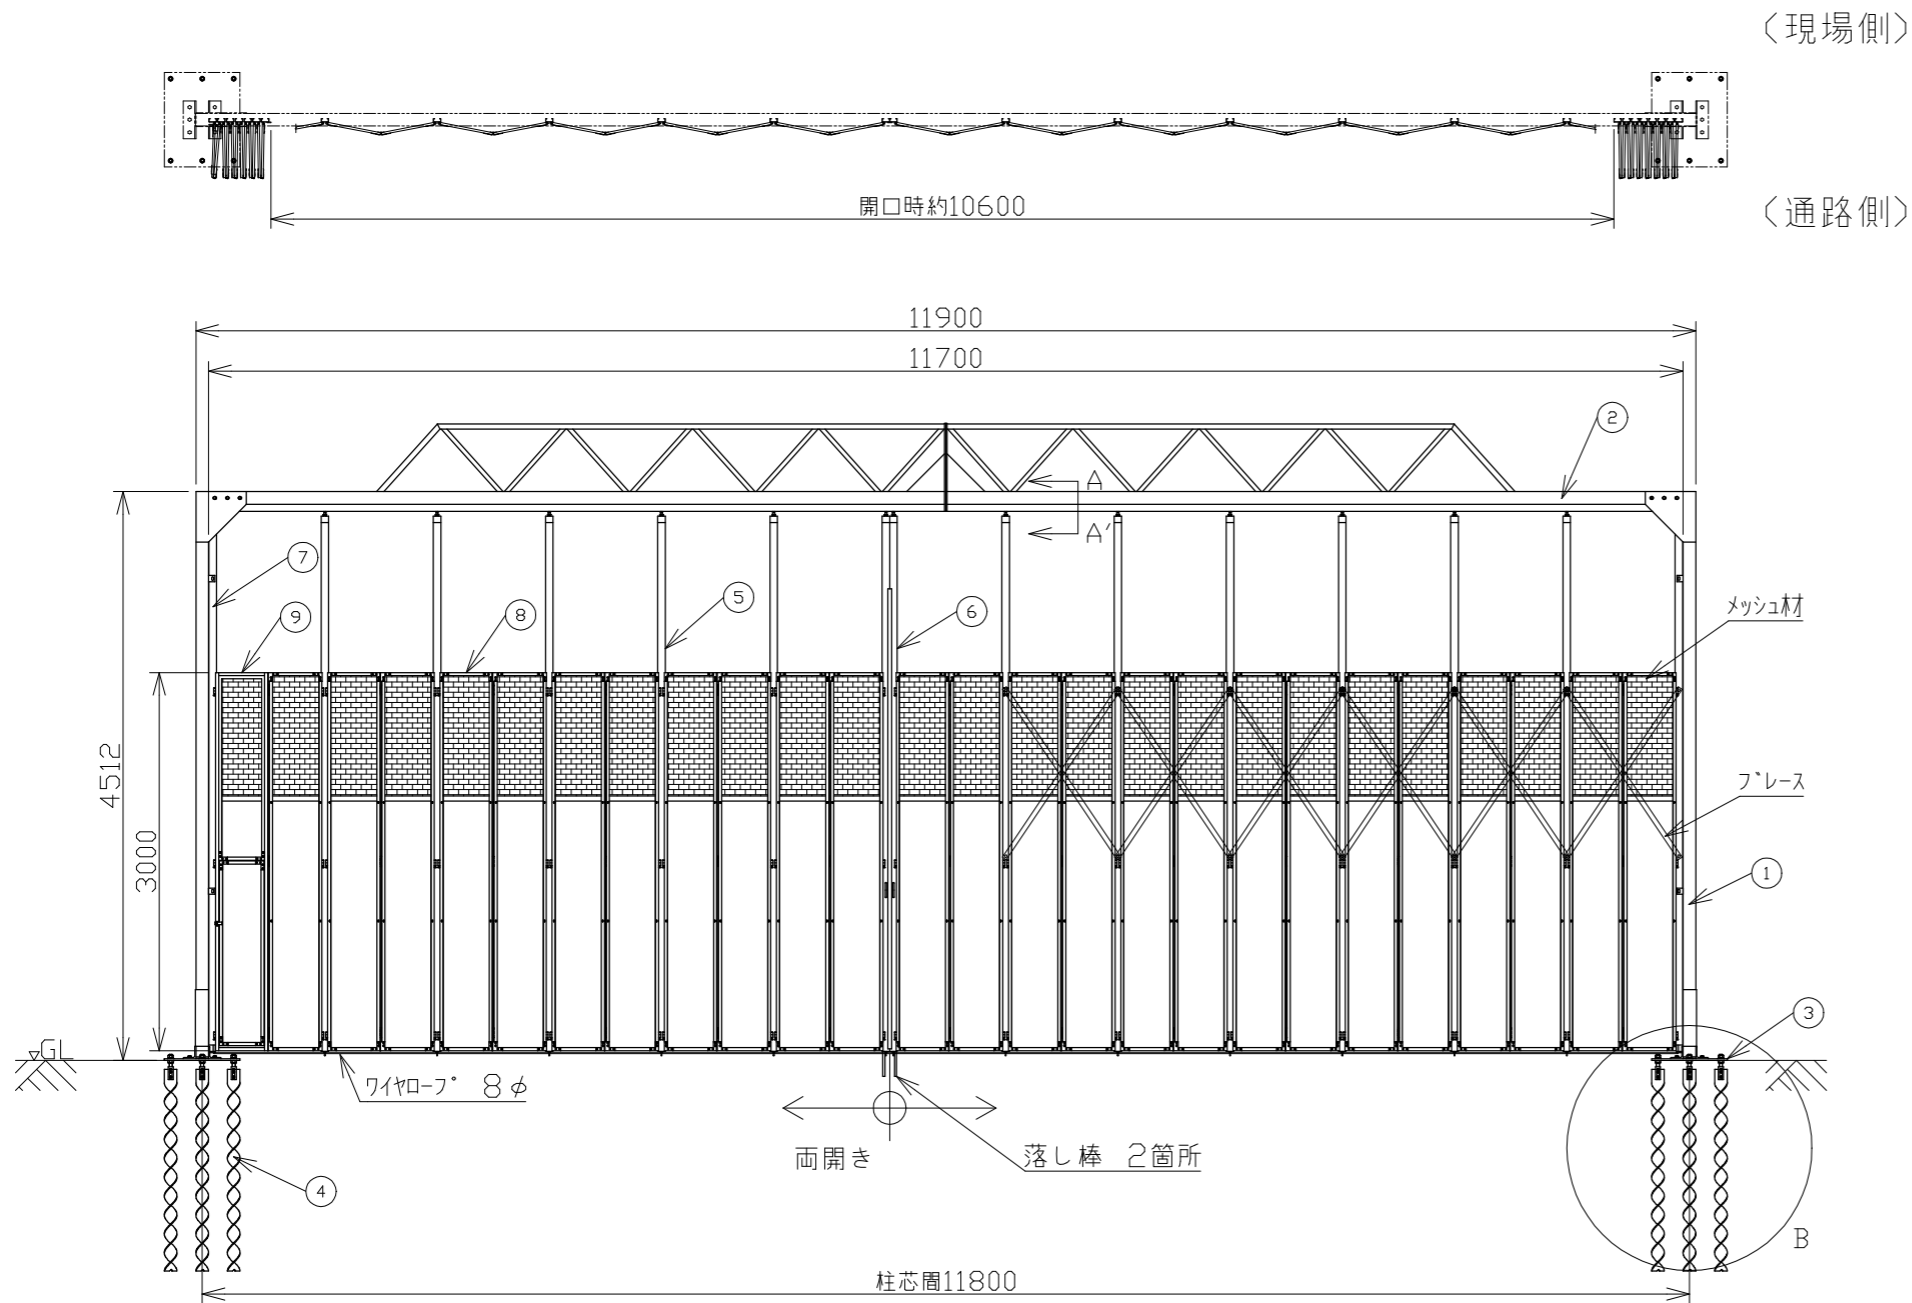 〈現場側〉
開口時約10600
〈通路側〉
11900
11700
2
A
A'
7
9
8
5
6
メッシュ材
4512
3000
ブレース
1
3
GL
ワイヤロープ 8φ
両開き
落し棒 2箇所
4
B
柱芯間11800